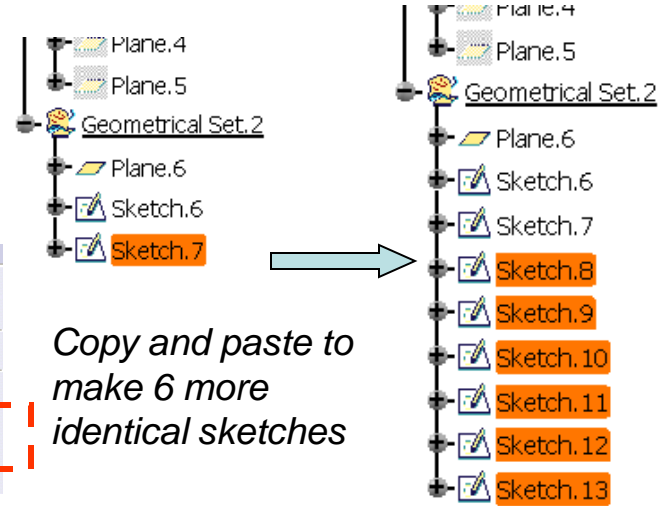 Plane.4
Plane.5
Geometrical Set.2
Plane.6
Sketch.6
Sketch.7
Copy and paste to
make 6 more
identical sketches
Plane.4
Plane.5
Geometrical Set.2
Plane.6
Sketch.6
Sketch.7
Sketch.8
Sketch.9
Sketch.10
Sketch.11
Sketch.12
Sketch.13